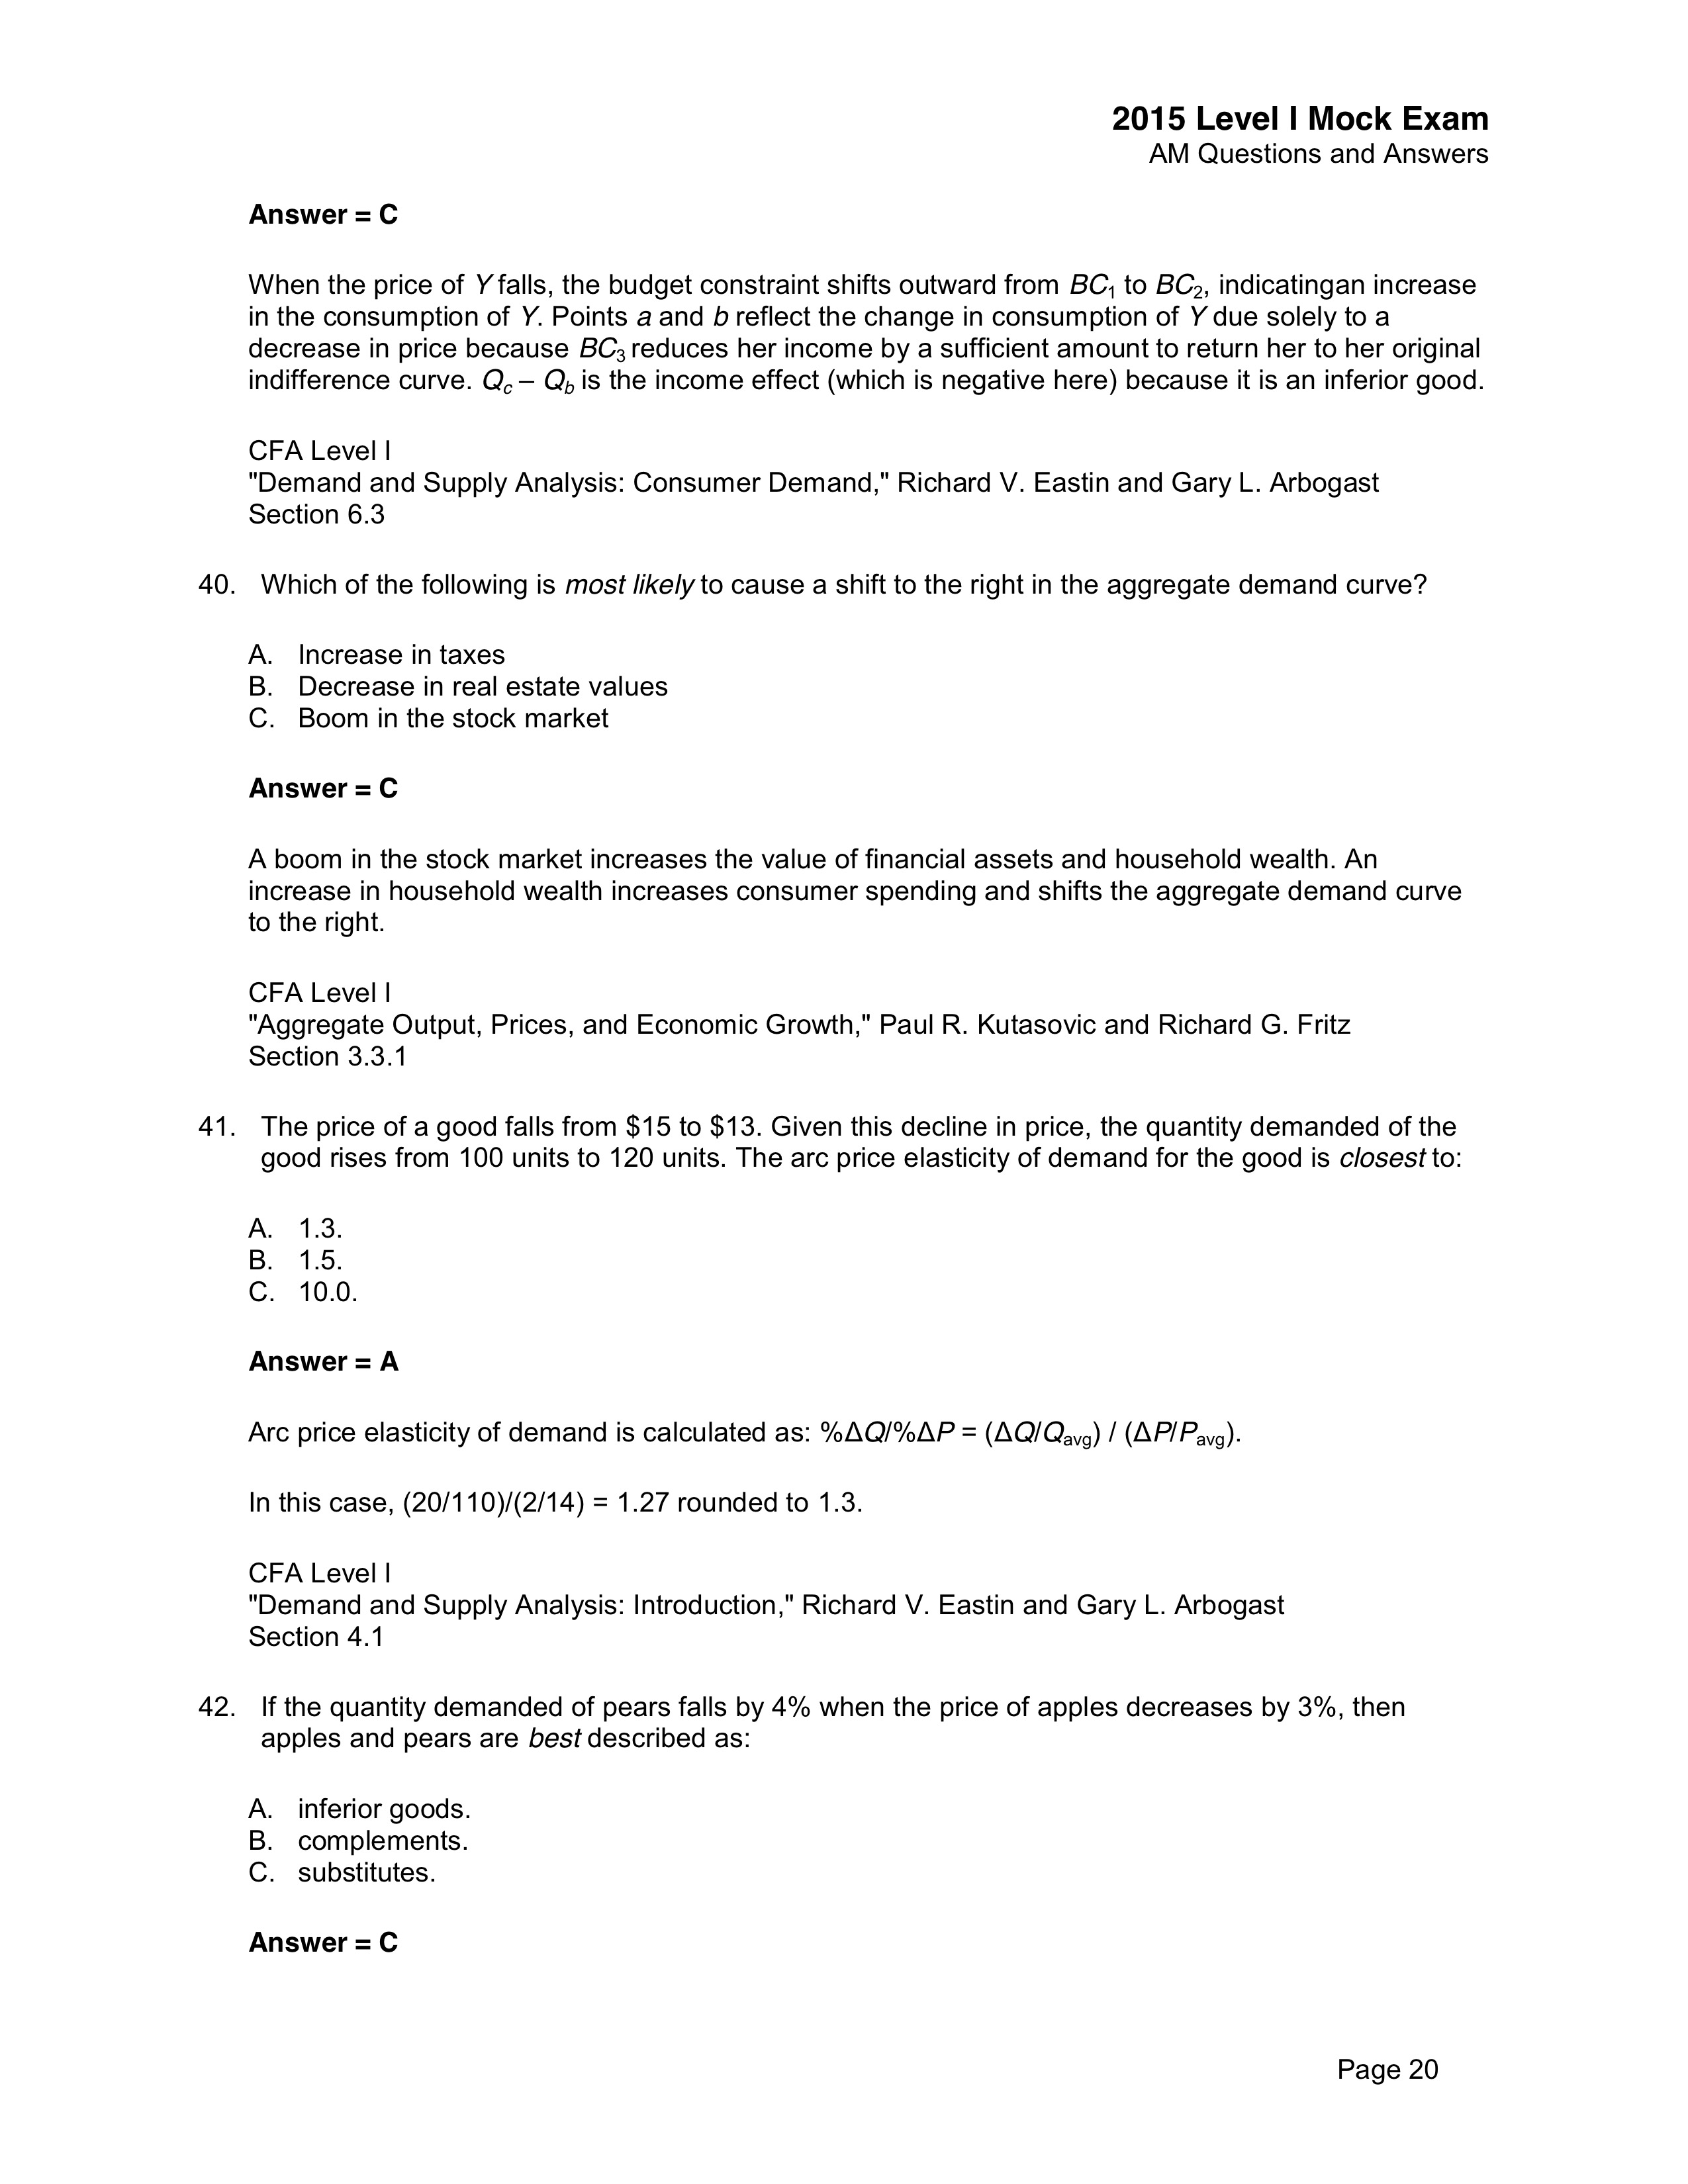 2015 Level I Mock Exam
AM Questions and Answers
Answer = C
When the price of Y falls, the budget constraint shifts outward from BC1 to BC2, indicatingan increase
in the consumption of Y. Points a and b reflect the change in consumption of Y due solely to a
decrease in price because BC3 reduces her income by a sufficient amount to return her to her original
indifference curve. Qc – Qb is the income effect (which is negative here) because it is an inferior good.
CFA Level I
"Demand and Supply Analysis: Consumer Demand," Richard V. Eastin and Gary L. Arbogast
Section 6.3
40. Which of the following is most likely to cause a shift to the right in the aggregate demand curve?
A. Increase in taxes
B. Decrease in real estate values
C. Boom in the stock market
Answer = C
A boom in the stock market increases the value of financial assets and household wealth. An
increase in household wealth increases consumer spending and shifts the aggregate demand curve
to the right.
CFA Level I
"Aggregate Output, Prices, and Economic Growth," Paul R. Kutasovic and Richard G. Fritz
Section 3.3.1
41. The price of a good falls from $15 to $13. Given this decline in price, the quantity demanded of the
good rises from 100 units to 120 units. The arc price elasticity of demand for the good is closest to:
A. 1.3.
B. 1.5.
C. 10.0.
Answer = A
Arc price elasticity of demand is calculated as: %ΔQ/%ΔP = (ΔQ/Qavg) / (ΔP/Pavg).
In this case, (20/110)/(2/14) = 1.27 rounded to 1.3.
CFA Level I
"Demand and Supply Analysis: Introduction," Richard V. Eastin and Gary L. Arbogast
Section 4.1
42. If the quantity demanded of pears falls by 4% when the price of apples decreases by 3%, then
apples and pears are best described as:
A. inferior goods.
B. complements.
C. substitutes.
Answer = C
Page 20